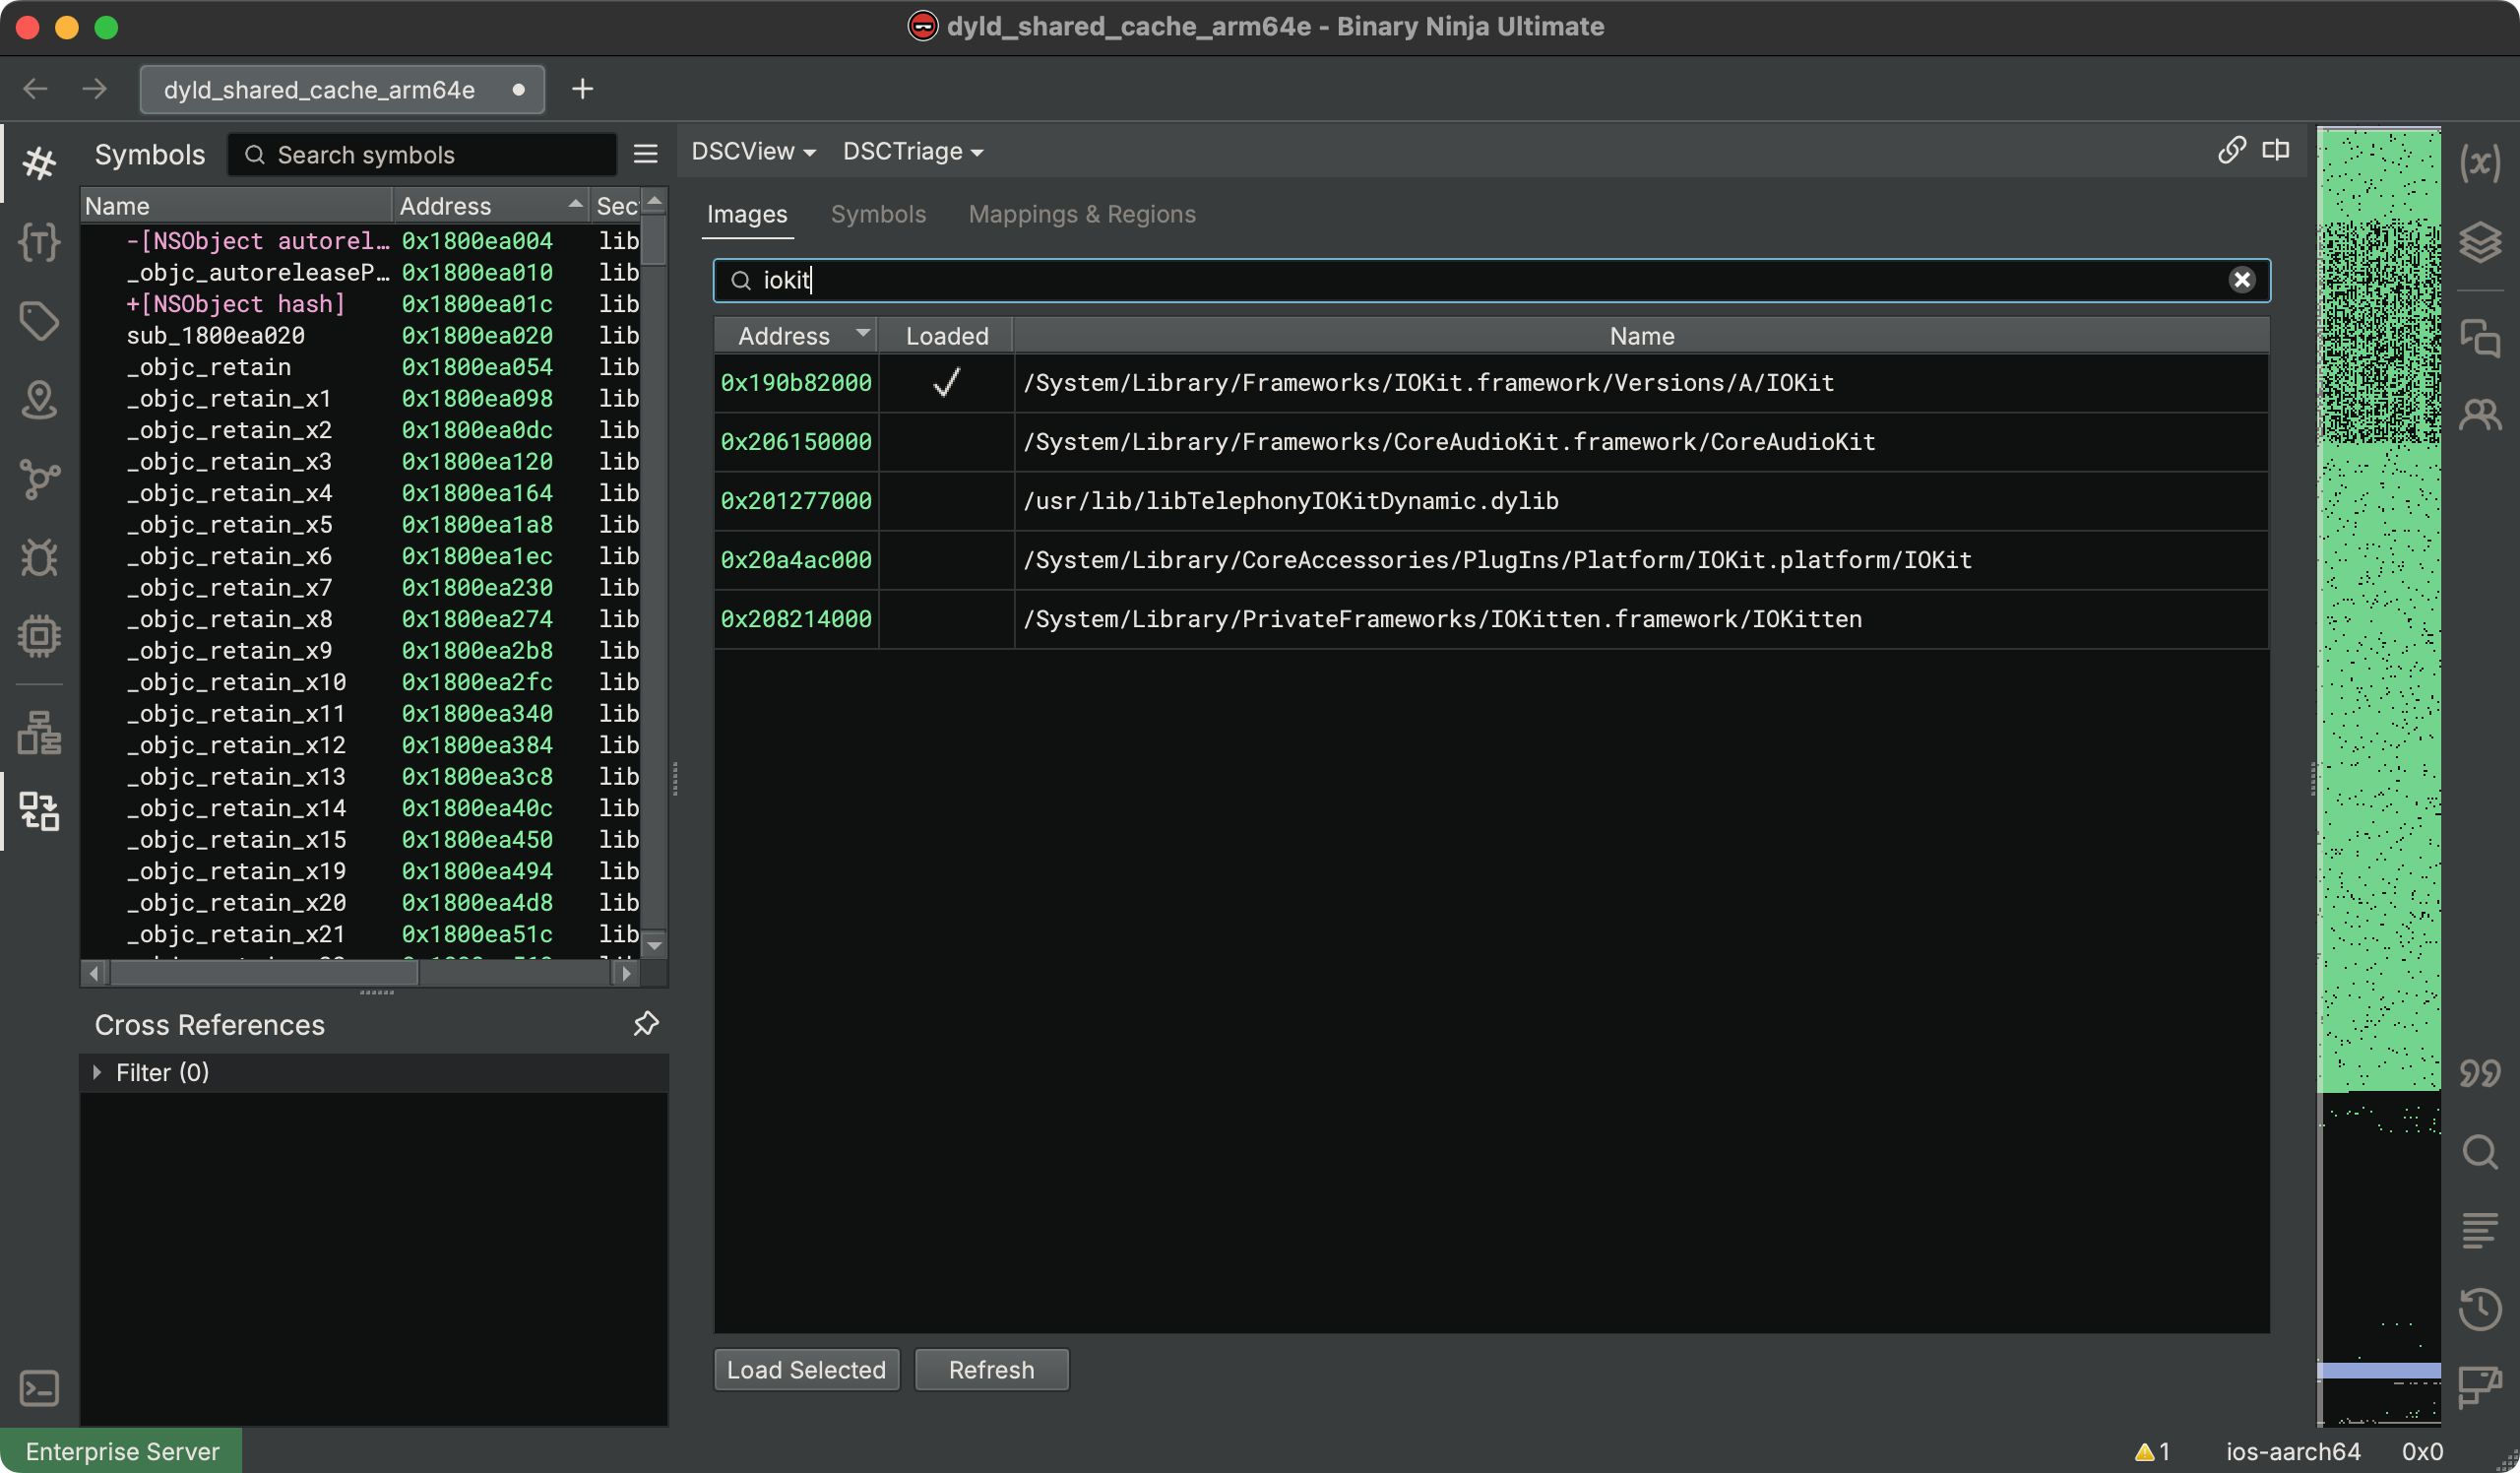 dyld_shared_cache_arm64e - Binary Ninja Ultimate
dyld_shared_cache_arm64e
Symbols
Search symbols
Name Address Sec
-[NSObject autorel… 0x1800ea004 lib
_objc_autoreleaseP… 0x1800ea010 lib
+[NSObject hash] 0x1800ea01c lib
sub_1800ea020 0x1800ea020 lib
_objc_retain 0x1800ea054 lib
_objc_retain_x1 0x1800ea098 lib
_objc_retain_x2 0x1800ea0dc lib
_objc_retain_x3 0x1800ea120 lib
_objc_retain_x4 0x1800ea164 lib
_objc_retain_x5 0x1800ea1a8 lib
_objc_retain_x6 0x1800ea1ec lib
_objc_retain_x7 0x1800ea230 lib
_objc_retain_x8 0x1800ea274 lib
_objc_retain_x9 0x1800ea2b8 lib
_objc_retain_x10 0x1800ea2fc lib
_objc_retain_x11 0x1800ea340 lib
_objc_retain_x12 0x1800ea384 lib
_objc_retain_x13 0x1800ea3c8 lib
_objc_retain_x14 0x1800ea40c lib
_objc_retain_x15 0x1800ea450 lib
_objc_retain_x19 0x1800ea494 lib
_objc_retain_x20 0x1800ea4d8 lib
_objc_retain_x21 0x1800ea51c lib
Cross References
Filter (0)
DSCView DSCTriage
Images Symbols Mappings & Regions
iokit
Address Loaded Name
0x190b82000 ✓ /System/Library/Frameworks/IOKit.framework/Versions/A/IOKit
0x206150000 /System/Library/Frameworks/CoreAudioKit.framework/CoreAudioKit
0x201277000 /usr/lib/libTelephonyIOKitDynamic.dylib
0x20a4ac000 /System/Library/CoreAccessories/PlugIns/Platform/IOKit.platform/IOKit
0x208214000 /System/Library/PrivateFrameworks/IOKitten.framework/IOKitten
Load Selected Refresh
Enterprise Server
1 ios-aarch64 0x0